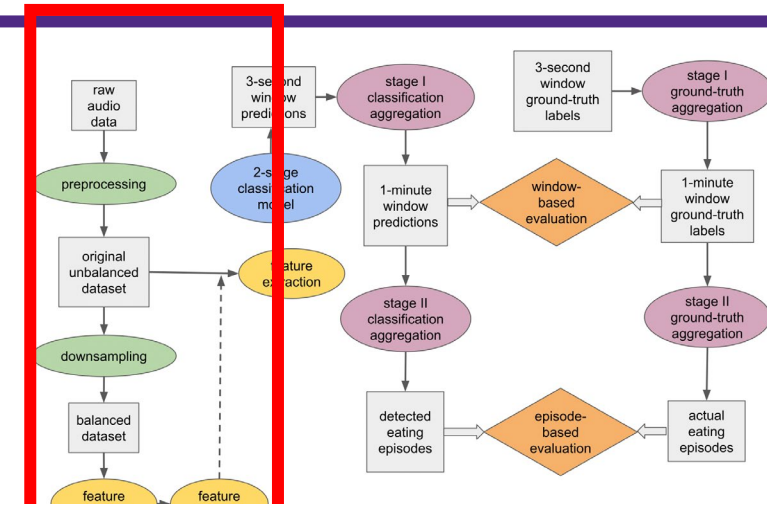 raw
audio
data
preprocessing
original
unbalanced
dataset
downsampling
balanced
dataset
feature
feature
3-second
window
predictions
2-stage
classification
model
feature
extraction
stage I
classification
aggregation
1-minute
window
predictions
stage II
classification
aggregation
detected
eating
episodes
window-
based
evaluation
episode-
based
evaluation
3-second
window
ground-truth
labels
stage I
ground-truth
aggregation
1-minute
window
ground-truth
labels
stage II
ground-truth
aggregation
actual
eating
episodes